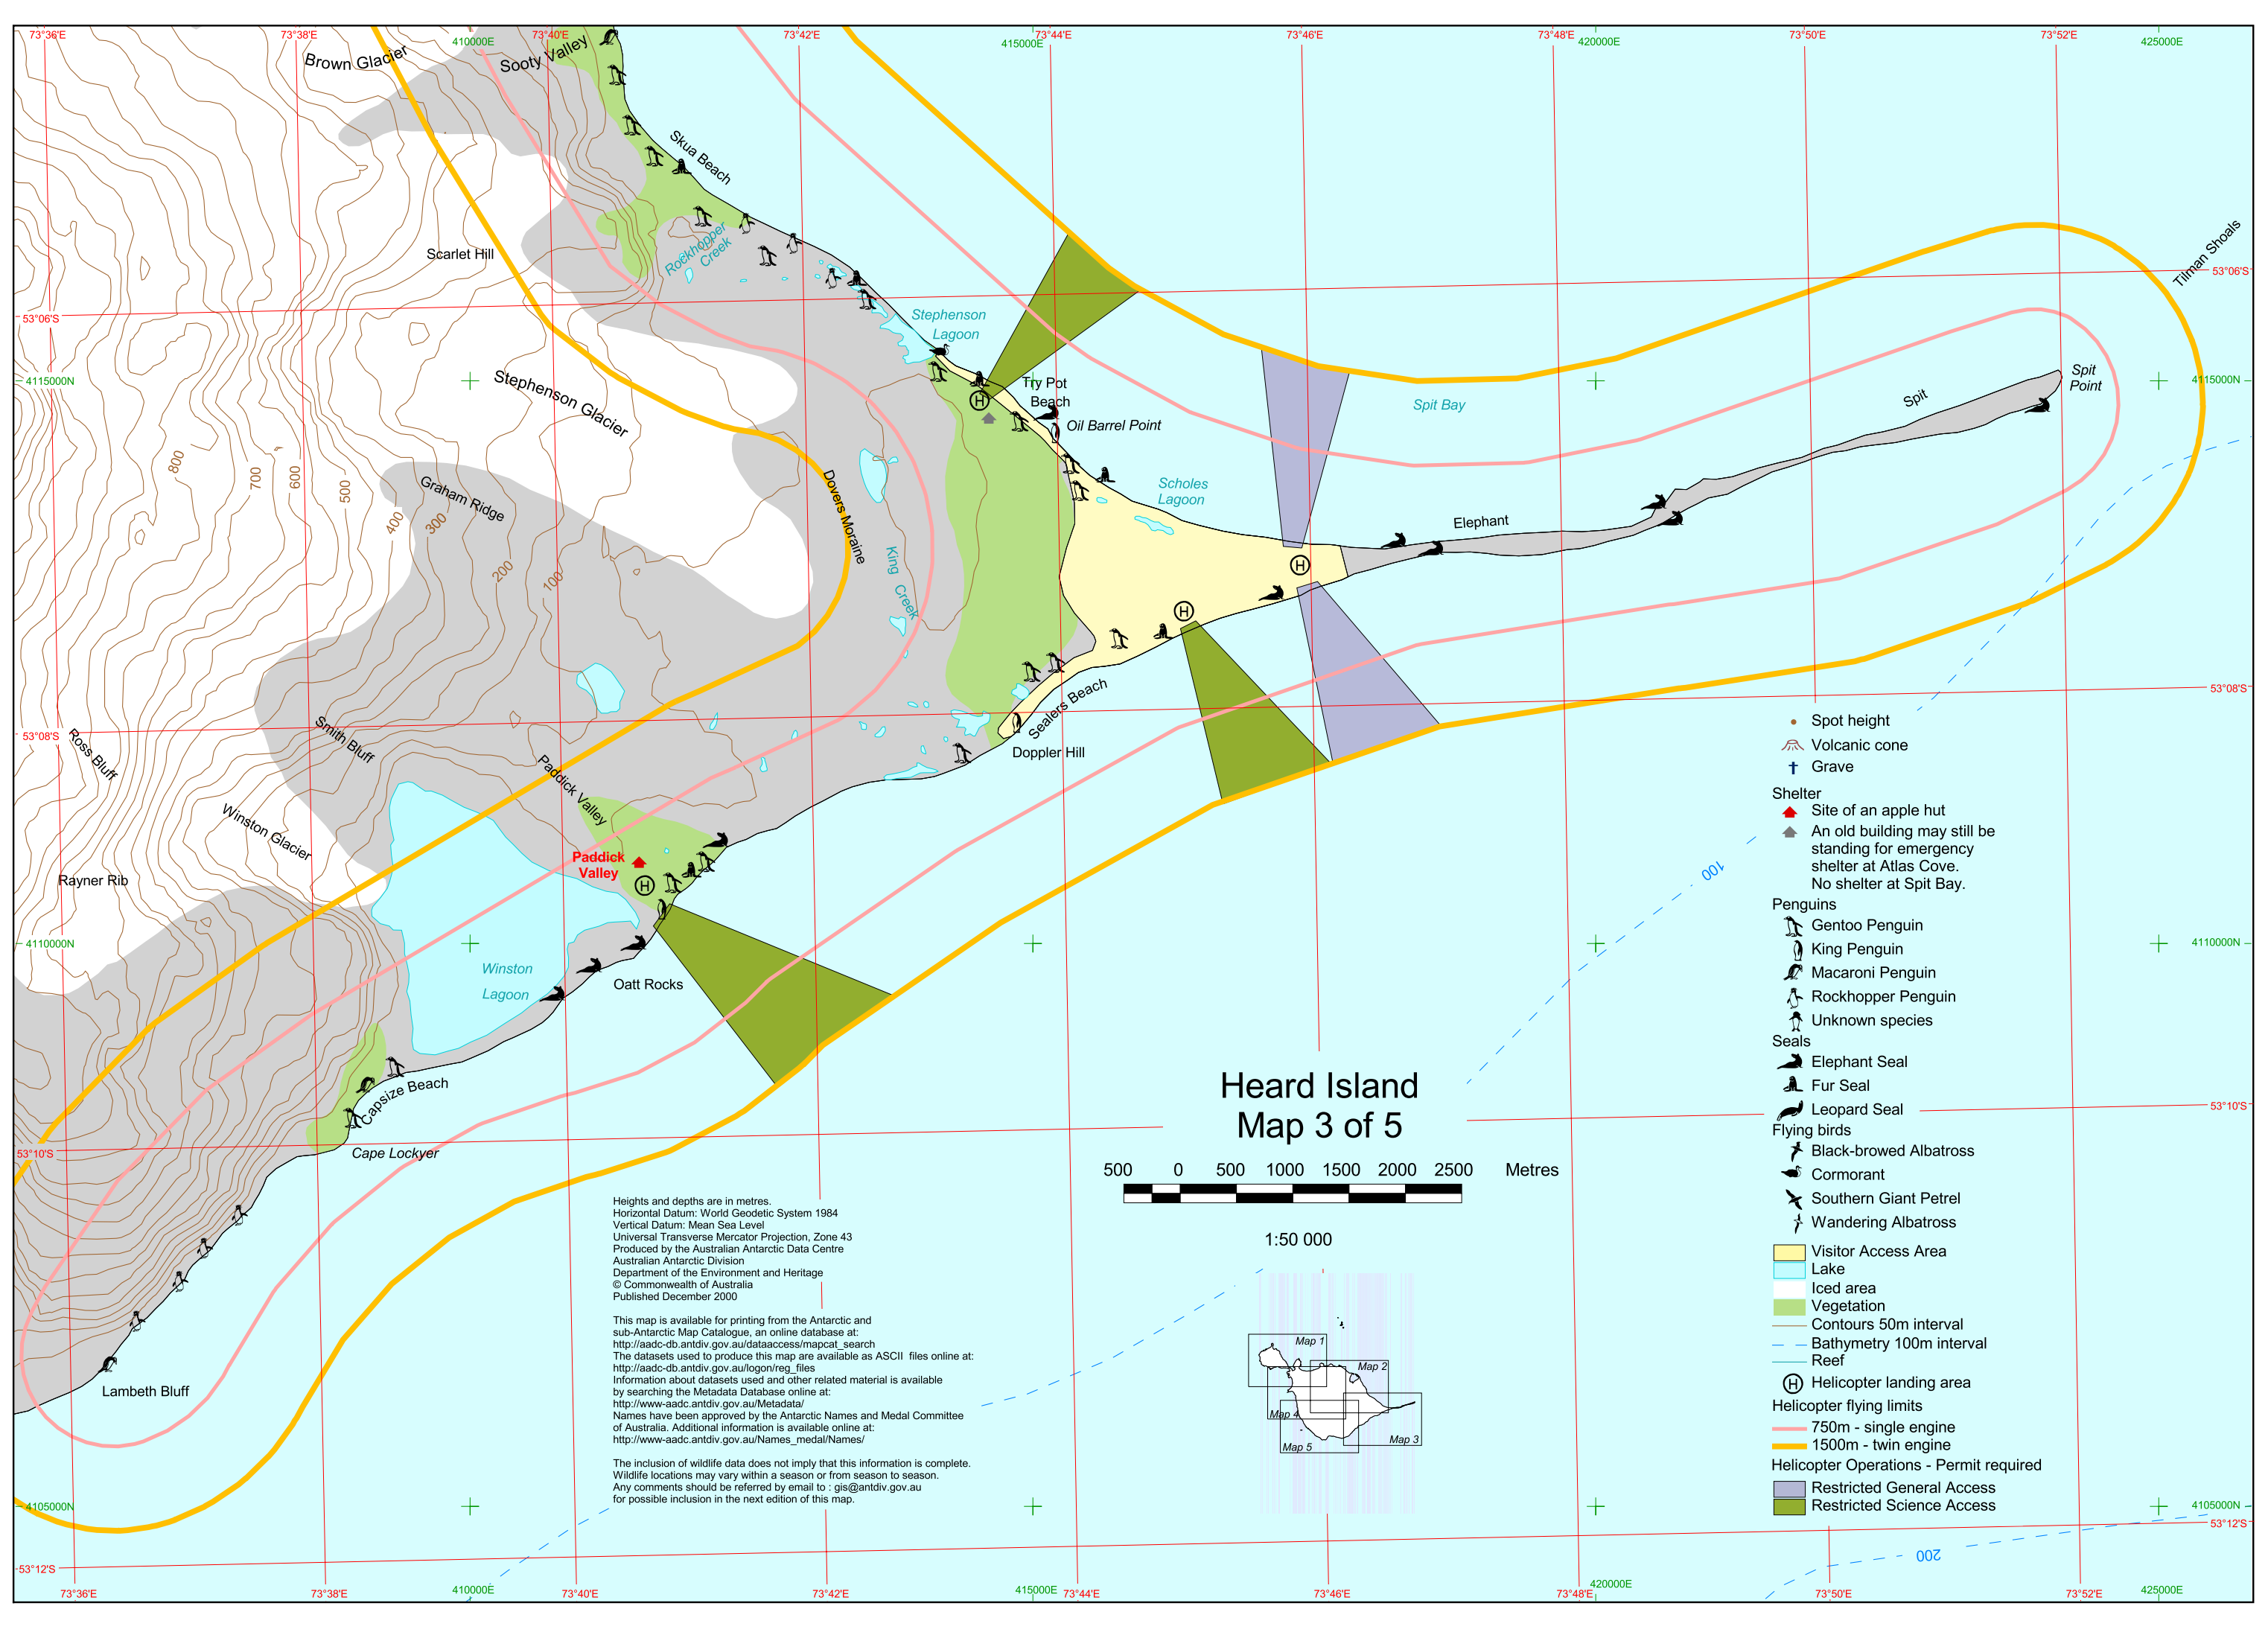 73°36'E
73°38'E
410000E
73°40'E
73°42'E
415000E
73°44'E
73°46'E
73°48'E
420000E
73°50'E
73°52'E
425000E
Brown Glacier
Sooty Valley
Skua Beach
Rockhopper
Creek
Scarlet Hill
Tilman Shoals
53°06'S
53°06'S
Stephenson
Lagoon
4115000N
4115000N
Stephenson Glacier
Try Pot
Beach
Oil Barrel Point
Spit Bay
Spit
Spit
Point
800
700
600
500
400
300
200
100
Graham Ridge
Dovers Moraine
King Creek
Scholes
Lagoon
Elephant
Sealers Beach
Doppler Hill
53°08'S
53°08'S
Ross Bluff
Smith Bluff
Paddick Valley
Winston Glacier
Rayner Rib
Paddick
Valley
4110000N
4110000N
Winston
Lagoon
Oatt Rocks
100
Capsize Beach
Cape Lockyer
53°10'S
53°10'S
Lambeth Bluff
Heard Island
Map 3 of 5
500 0 500 1000 1500 2000 2500 Metres
1:50 000
Heights and depths are in metres.
Horizontal Datum: World Geodetic System 1984
Vertical Datum: Mean Sea Level
Universal Transverse Mercator Projection, Zone 43
Produced by the Australian Antarctic Data Centre
Australian Antarctic Division
Department of the Environment and Heritage
© Commonwealth of Australia
Published December 2000
This map is available for printing from the Antarctic and
sub-Antarctic Map Catalogue, an online database at:
http://aadc-db.antdiv.gov.au/dataaccess/mapcat_search
The datasets used to produce this map are available as ASCII files online at:
http://aadc-db.antdiv.gov.au/logon/reg_files
Information about datasets used and other related material is available
by searching the Metadata Database online at:
http://www-aadc.antdiv.gov.au/Metadata/
Names have been approved by the Antarctic Names and Medal Committee
of Australia. Additional information is available online at:
http://www-aadc.antdiv.gov.au/Names_medal/Names/
The inclusion of wildlife data does not imply that this information is complete.
Wildlife locations may vary within a season or from season to season.
Any comments should be referred by email to : gis@antdiv.gov.au
for possible inclusion in the next edition of this map.
Map 1
Map 2
Map 4
Map 3
Map 5
Spot height
Volcanic cone
Grave
Shelter
Site of an apple hut
An old building may still be
standing for emergency
shelter at Atlas Cove.
No shelter at Spit Bay.
Penguins
Gentoo Penguin
King Penguin
Macaroni Penguin
Rockhopper Penguin
Unknown species
Seals
Elephant Seal
Fur Seal
Leopard Seal
Flying birds
Black-browed Albatross
Cormorant
Southern Giant Petrel
Wandering Albatross
Visitor Access Area
Lake
Iced area
Vegetation
Contours 50m interval
Bathymetry 100m interval
Reef
H Helicopter landing area
Helicopter flying limits
750m - single engine
1500m - twin engine
Helicopter Operations - Permit required
Restricted General Access
Restricted Science Access
H
H
H
H
4105000N
4105000N
53°12'S
53°12'S
200
73°36'E
73°38'E
410000E
73°40'E
73°42'E
415000E
73°44'E
73°46'E
73°48'E
420000E
73°50'E
73°52'E
425000E